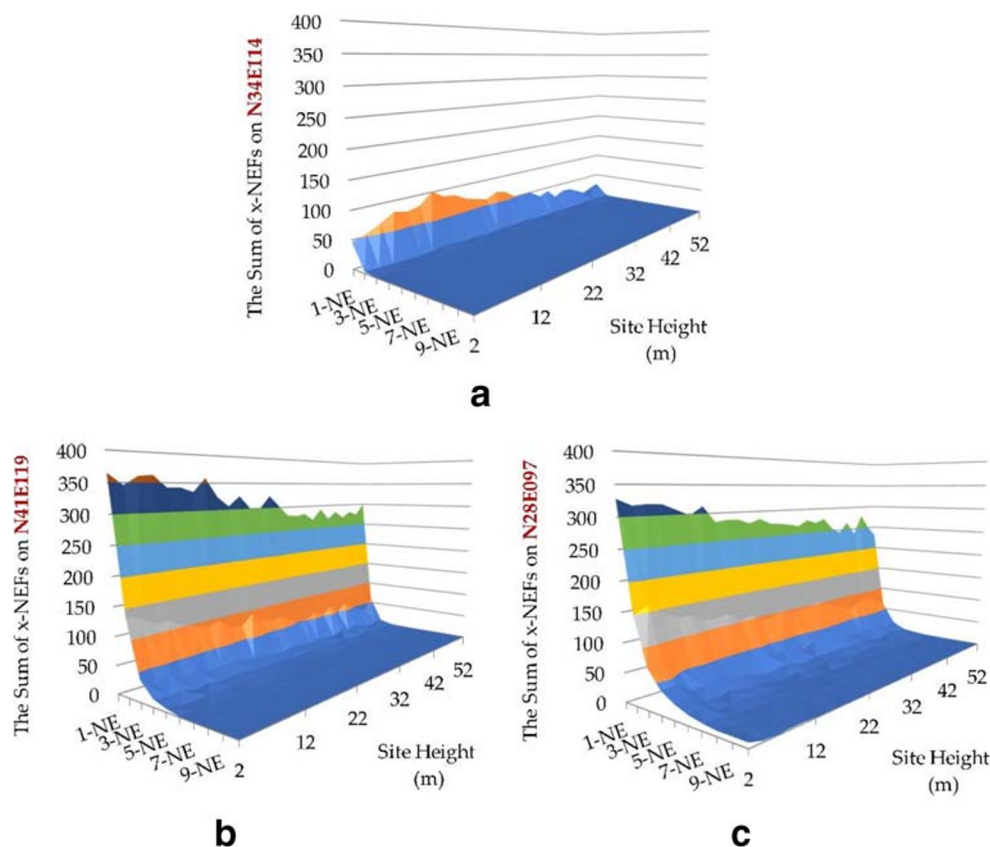 The Sum of x-NEFs on N34E114
400
350
300
250
200
150
100
50
0
1-NE
3-NE
5-NE
7-NE
9-NE
2
12
22
32
42
52
Site Height
(m)
a
The Sum of x-NEFs on N41E119
400
350
300
250
200
150
100
50
0
1-NE
3-NE
5-NE
7-NE
9-NE
2
12
22
32
42
52
Site Height
(m)
b
The Sum of x-NEFs on N28E097
400
350
300
250
200
150
100
50
0
1-NE
3-NE
5-NE
7-NE
9-NE
2
12
22
32
42
52
Site Height
(m)
c